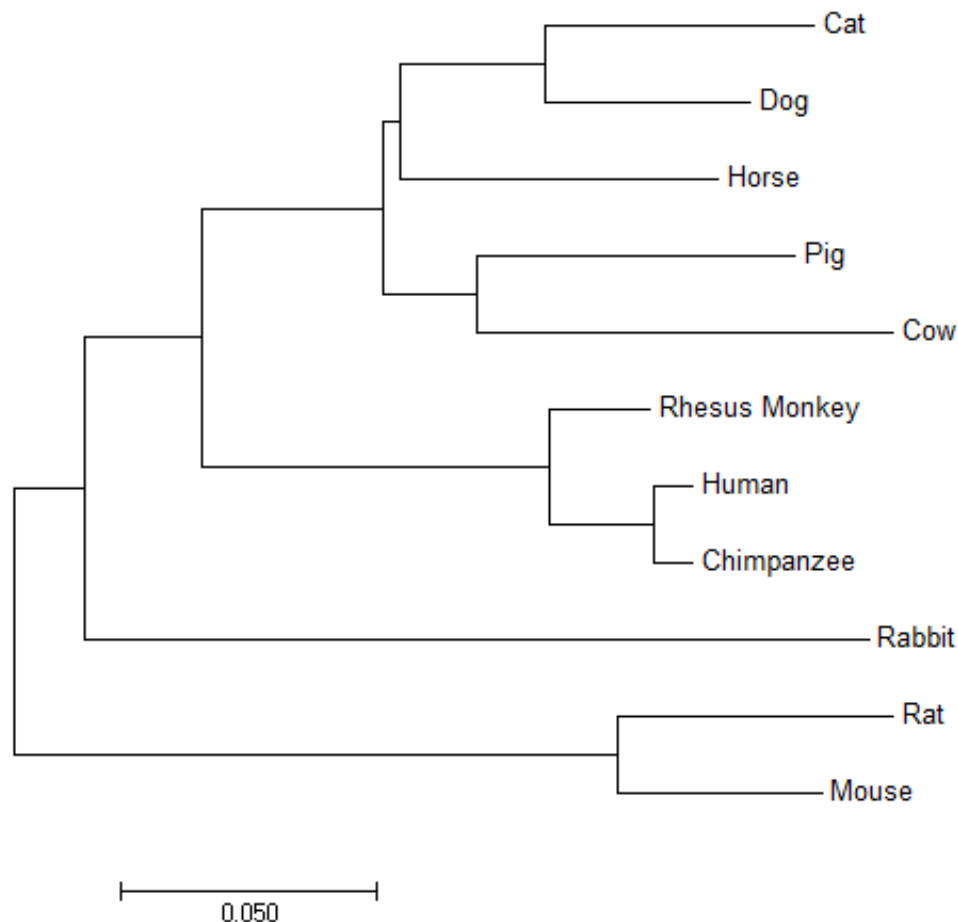 Cat
Dog
Horse
Pig
Cow
Rhesus Monkey
Human
Chimpanzee
Rabbit
Rat
Mouse
0.050